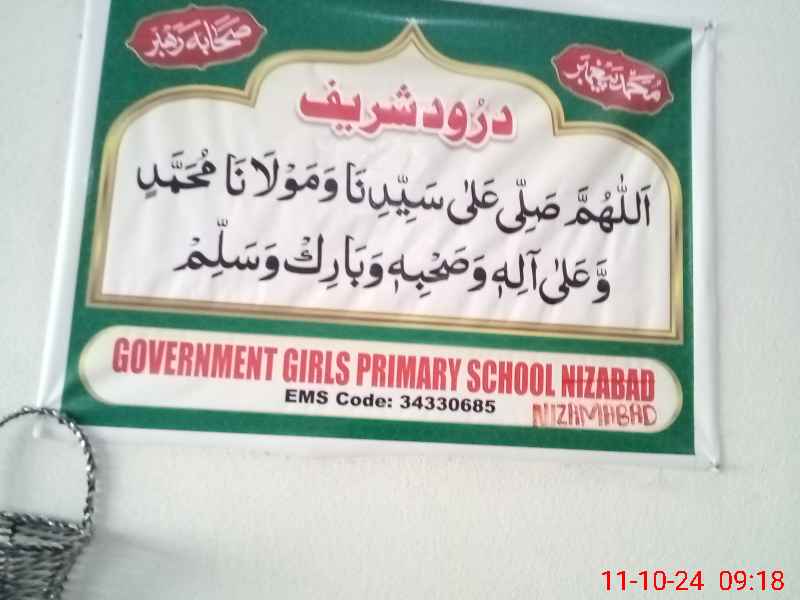 محمدؐ پیغمبر
صحابہؓ رہبر
درود شریف
اَللّٰهُمَّ صَلِّی عَلٰی سَیِّدِنَا وَمَوْلَانَا مُحَمَّدٍ
وَّعَلٰی آلِهٖ وَصَحْبِهٖ وَبَارِكْ وَسَلِّمْ
GOVERNMENT GIRLS PRIMARY SCHOOL NIZABAD
EMS Code: 34330685
NIZAMABAD
11-10-24 09:18